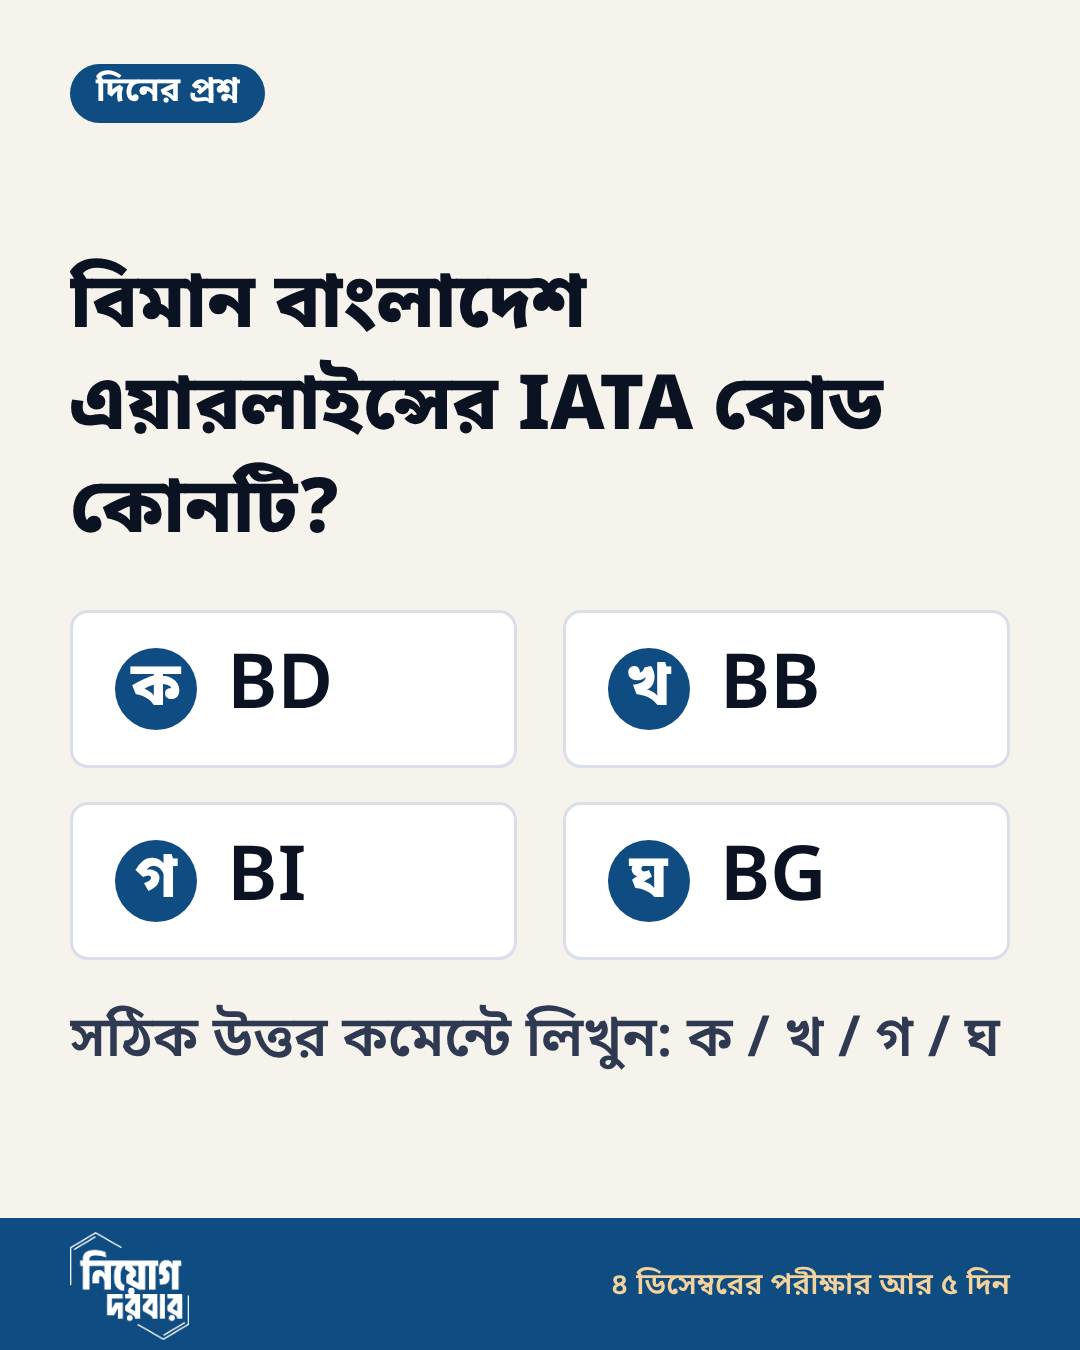 দিনের প্রশ্ন
বিমান বাংলাদেশ
এয়ারলাইন্সের IATA কোড
কোনটি?
ক BD
খ BB
গ BI
ঘ BG
সঠিক উত্তর কমেন্টে লিখুন: ক / খ / গ / ঘ
নিয়োগ
দরবার
৪ ডিসেম্বরের পরীক্ষার আর ৫ দিন